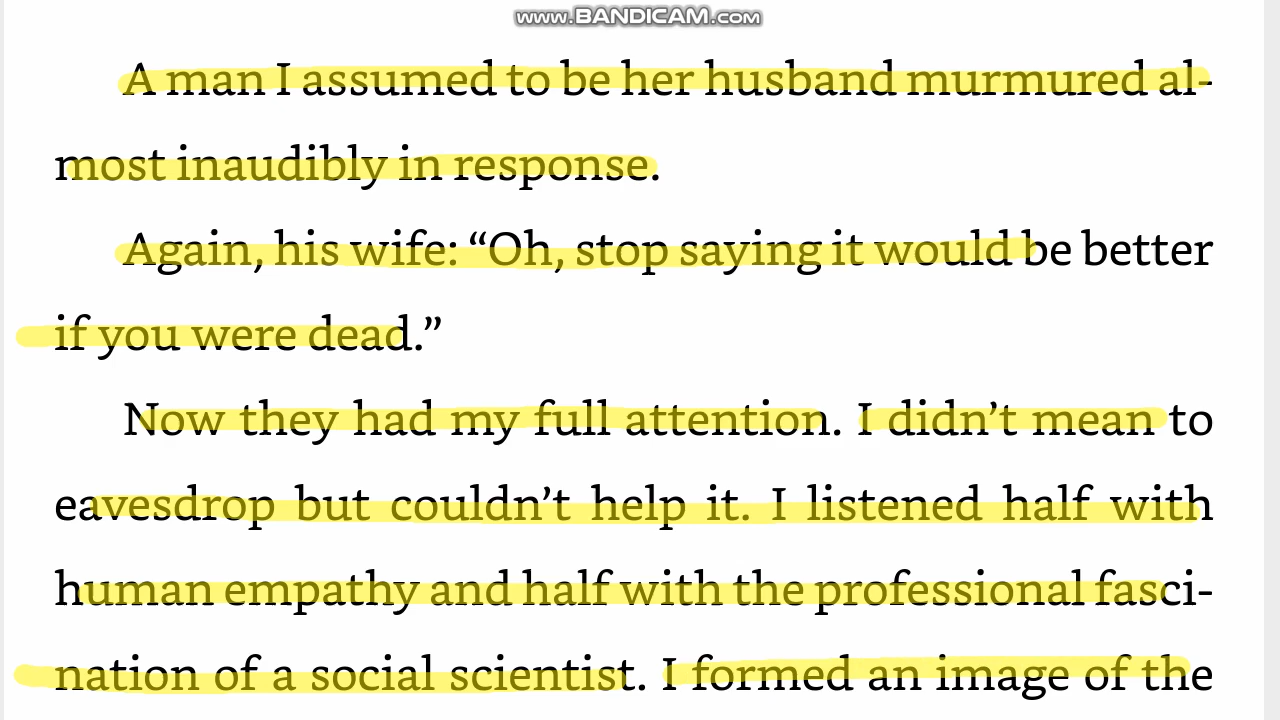 www.BANDICAM.com
A man I assumed to be her husband murmured al-
most inaudibly in response.
Again, his wife: “Oh, stop saying it would be better
if you were dead.”
Now they had my full attention. I didn’t mean to
eavesdrop but couldn’t help it. I listened half with
human empathy and half with the professional fasci-
nation of a social scientist. I formed an image of the